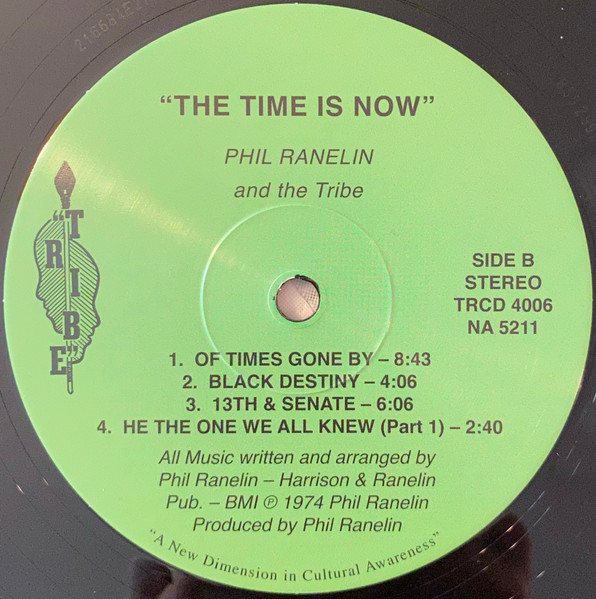 “THE TIME IS NOW”
PHIL RANELIN
and the Tribe
“TRIBE”
SIDE B
STEREO
TRCD 4006
NA 5211
1. OF TIMES GONE BY – 8:43
2. BLACK DESTINY – 4:06
3. 13TH & SENATE – 6:06
4. HE THE ONE WE ALL KNEW (Part 1) – 2:40
All Music written and arranged by
Phil Ranelin – Harrison & Ranelin
Pub. – BMI ℗ 1974 Phil Ranelin
Produced by Phil Ranelin
“A New Dimension in Cultural Awareness”